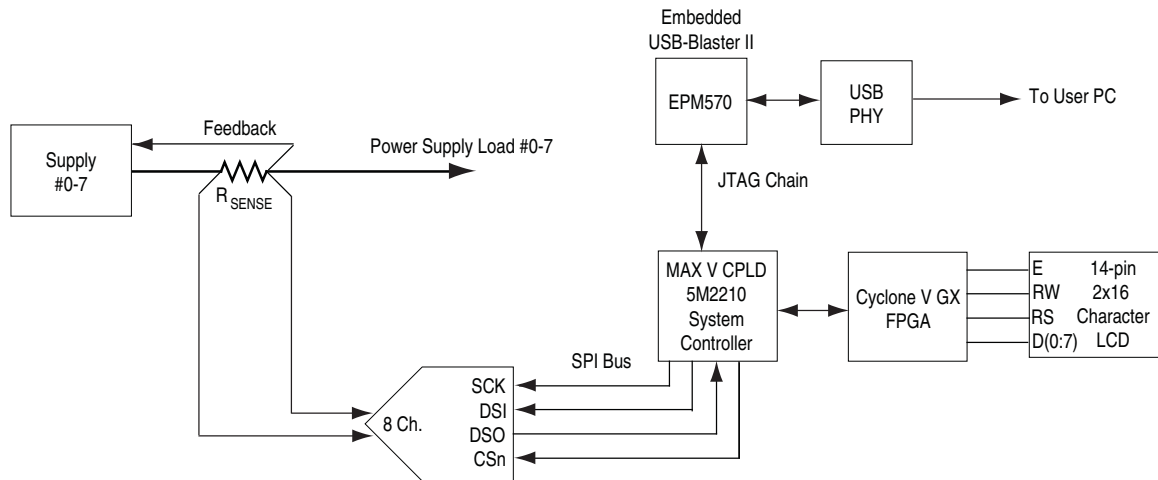 Embedded
USB-Blaster II
EPM570
USB
PHY
To User PC
Feedback
Supply
#0-7
Power Supply Load #0-7
R SENSE
JTAG Chain
MAX V CPLD
5M2210
System
Controller
Cyclone V GX
FPGA
E
RW
RS
D(0:7)
14-pin
2x16
Character
LCD
SPI Bus
8 Ch.
SCK
DSI
DSO
CSn